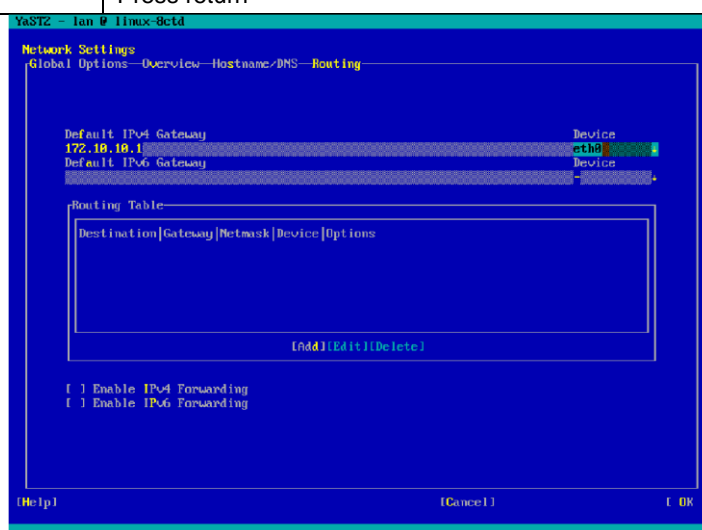 Press return
YaST2 - lan @ linux-8ctd
Network Settings
Global Options—Overview—Hostname/DNS—Routing
Default IPv4 Gateway Device
172.10.10.1 eth0
Default IPv6 Gateway Device
-
Routing Table
Destination|Gateway|Netmask|Device|Options
[Add][Edit][Delete]
[ ] Enable IPv4 Forwarding
[ ] Enable IPv6 Forwarding
[Help] [Cancel] [ OK